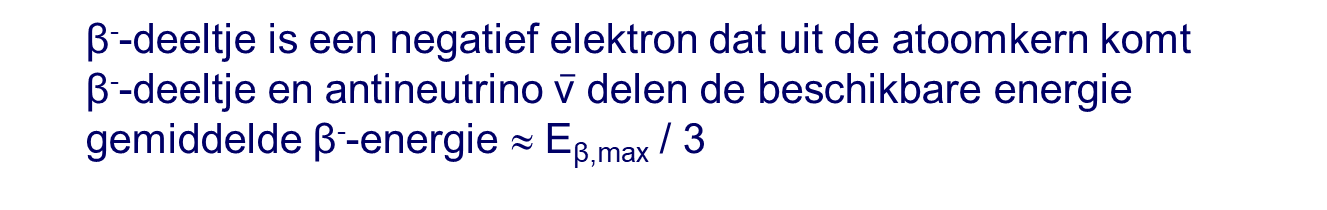 β⁻-deeltje is een negatief elektron dat uit de atoomkern komt
β⁻-deeltje en antineutrino v̄ delen de beschikbare energie
gemiddelde β⁻-energie ≈ Eβ,max / 3